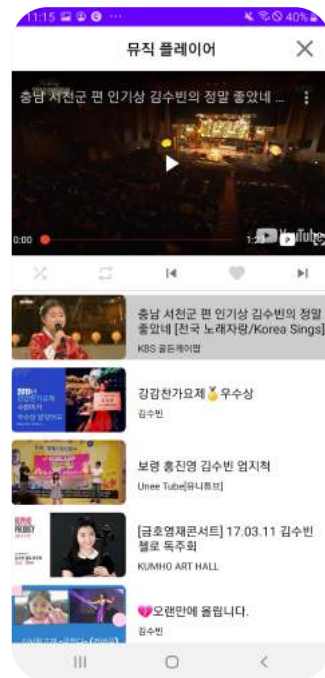 11:15
40%
뮤직 플레이어
충남 서천군 편 인기상 김수빈의 정말 좋았네 ...
0:00
YouTube
충남 서천군 편 인기상 김수빈의 정말
좋았네 [전국 노래자랑/Korea Sings]
KBS 골든케이팝
강감찬가요제🏅우수상
김수빈
보령 홍진영 김수빈 엄지척
Unee Tube[유니튜브]
[금호영재콘서트] 17.03.11 김수빈
첼로 독주회
KUMHO ART HALL
💔오랜만에 올립니다.
김수빈